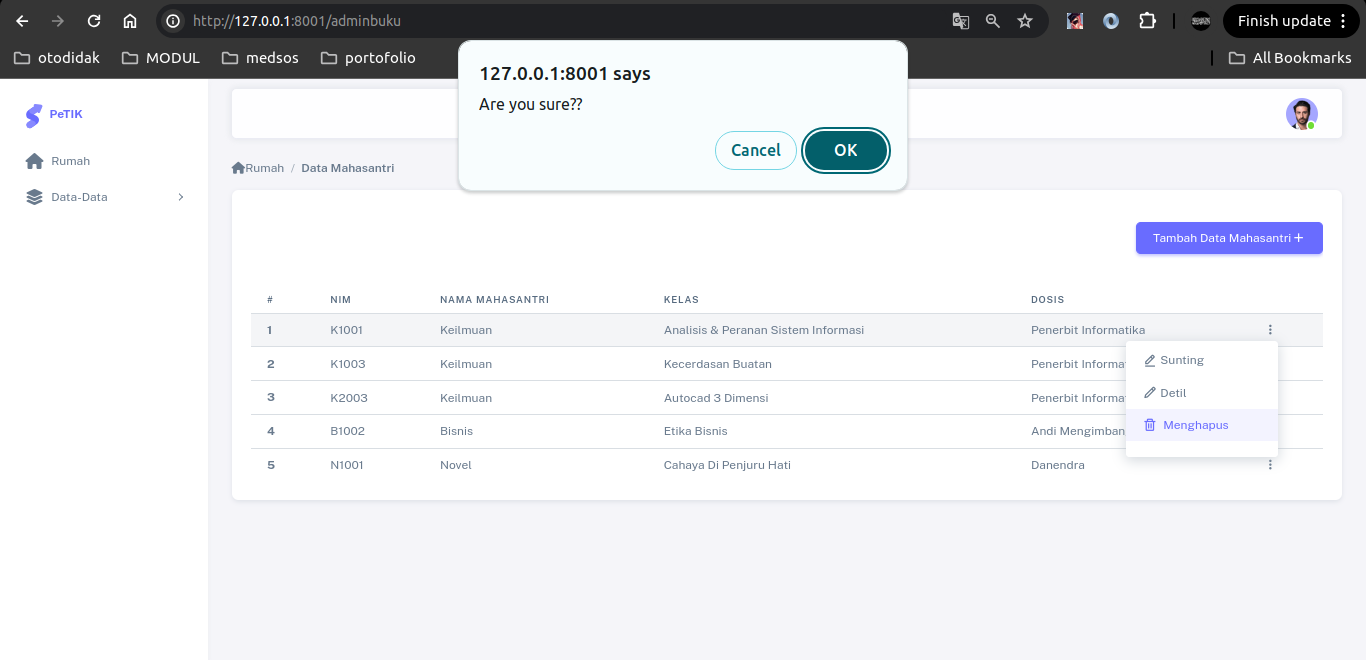 http://127.0.0.1:8001/adminbuku
Finish update
otodidak MODUL medsos portofolio
All Bookmarks
127.0.0.1:8001 says
Are you sure??
Cancel OK
PeTIK
Rumah
Data-Data
Rumah / Data Mahasantri
Tambah Data Mahasantri +
# NIM NAMA MAHASANTRI KELAS DOSIS
1 K1001 Keilmuan Analisis & Peranan Sistem Informasi Penerbit Informatika
2 K1003 Keilmuan Kecerdasan Buatan Penerbit Informa
3 K2003 Keilmuan Autocad 3 Dimensi Penerbit Informa
4 B1002 Bisnis Etika Bisnis Andi Mengimban
5 N1001 Novel Cahaya Di Penjuru Hati Danendra
Sunting
Detil
Menghapus